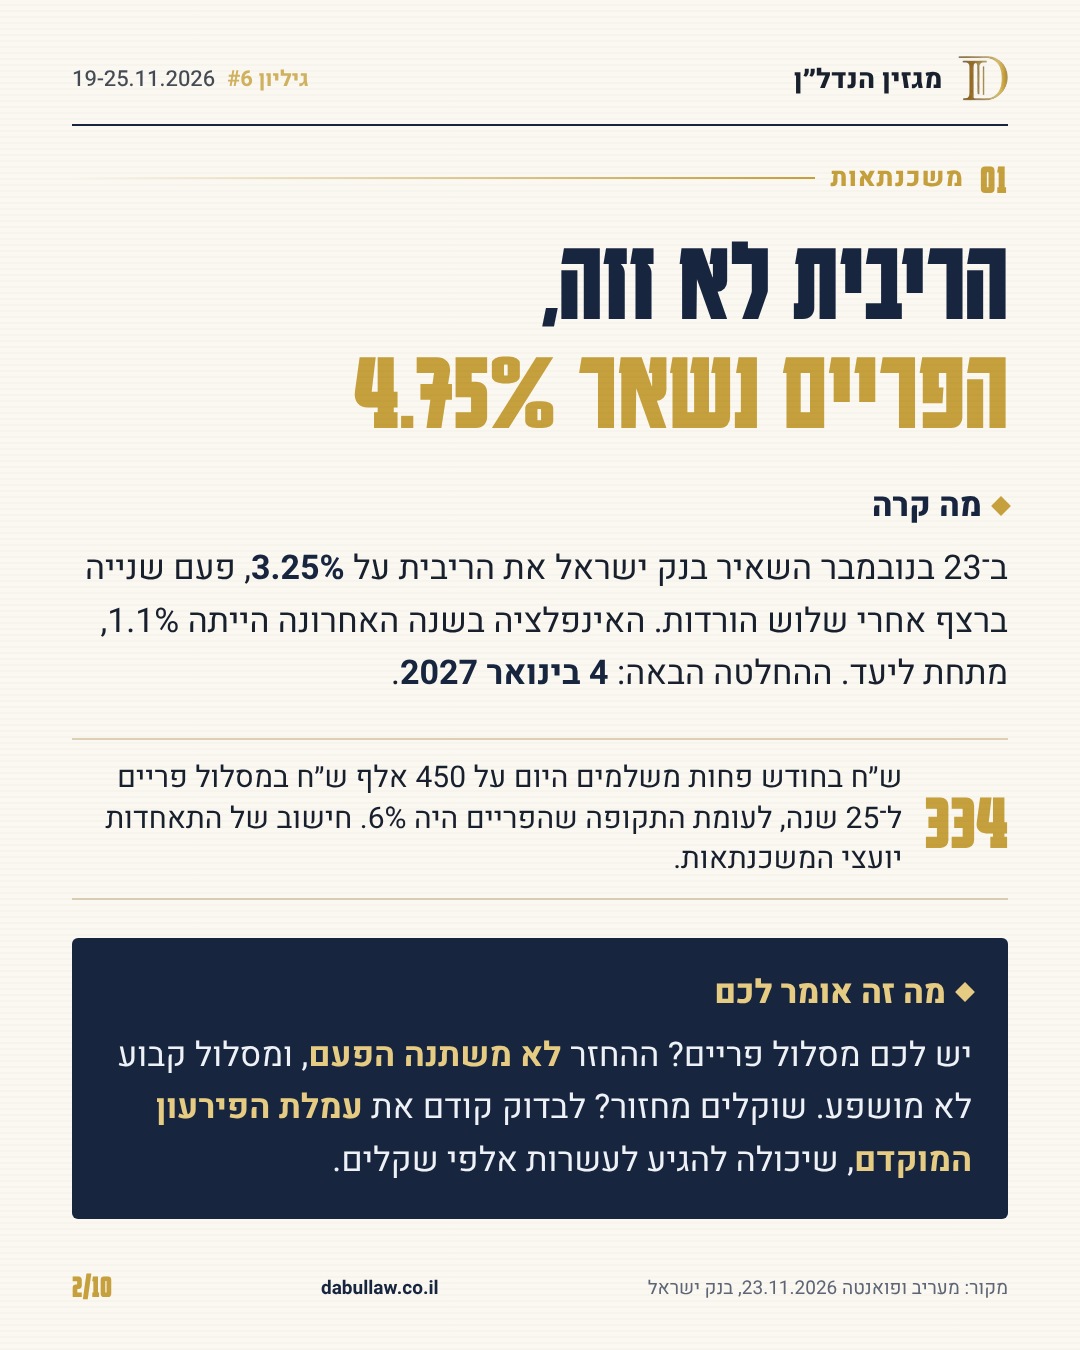 מגזין הנדל״ן
גיליון #6 19-25.11.2026
01 משכנתאות
הריבית לא זזה,
הפריים נשאר 4.75%
מה קרה
ב־23 בנובמבר השאיר בנק ישראל את הריבית על 3.25%, פעם שנייה
ברצף אחרי שלוש הורדות. האינפלציה בשנה האחרונה הייתה 1.1%,
מתחת ליעד. ההחלטה הבאה: 4 בינואר 2027.
334
ש״ח בחודש פחות משלמים היום על 450 אלף ש״ח במסלול פריים
ל־25 שנה, לעומת התקופה שהפריים היה 6%. חישוב של התאחדות
יועצי המשכנתאות.
מה זה אומר לכם
יש לכם מסלול פריים? ההחזר לא משתנה הפעם, ומסלול קבוע
לא מושפע. שוקלים מחזור? לבדוק קודם את עמלת הפירעון
המוקדם, שיכולה להגיע לעשרות אלפי שקלים.
מקור: מעריב ופואנטה 23.11.2026, בנק ישראל
dabullaw.co.il
2/10